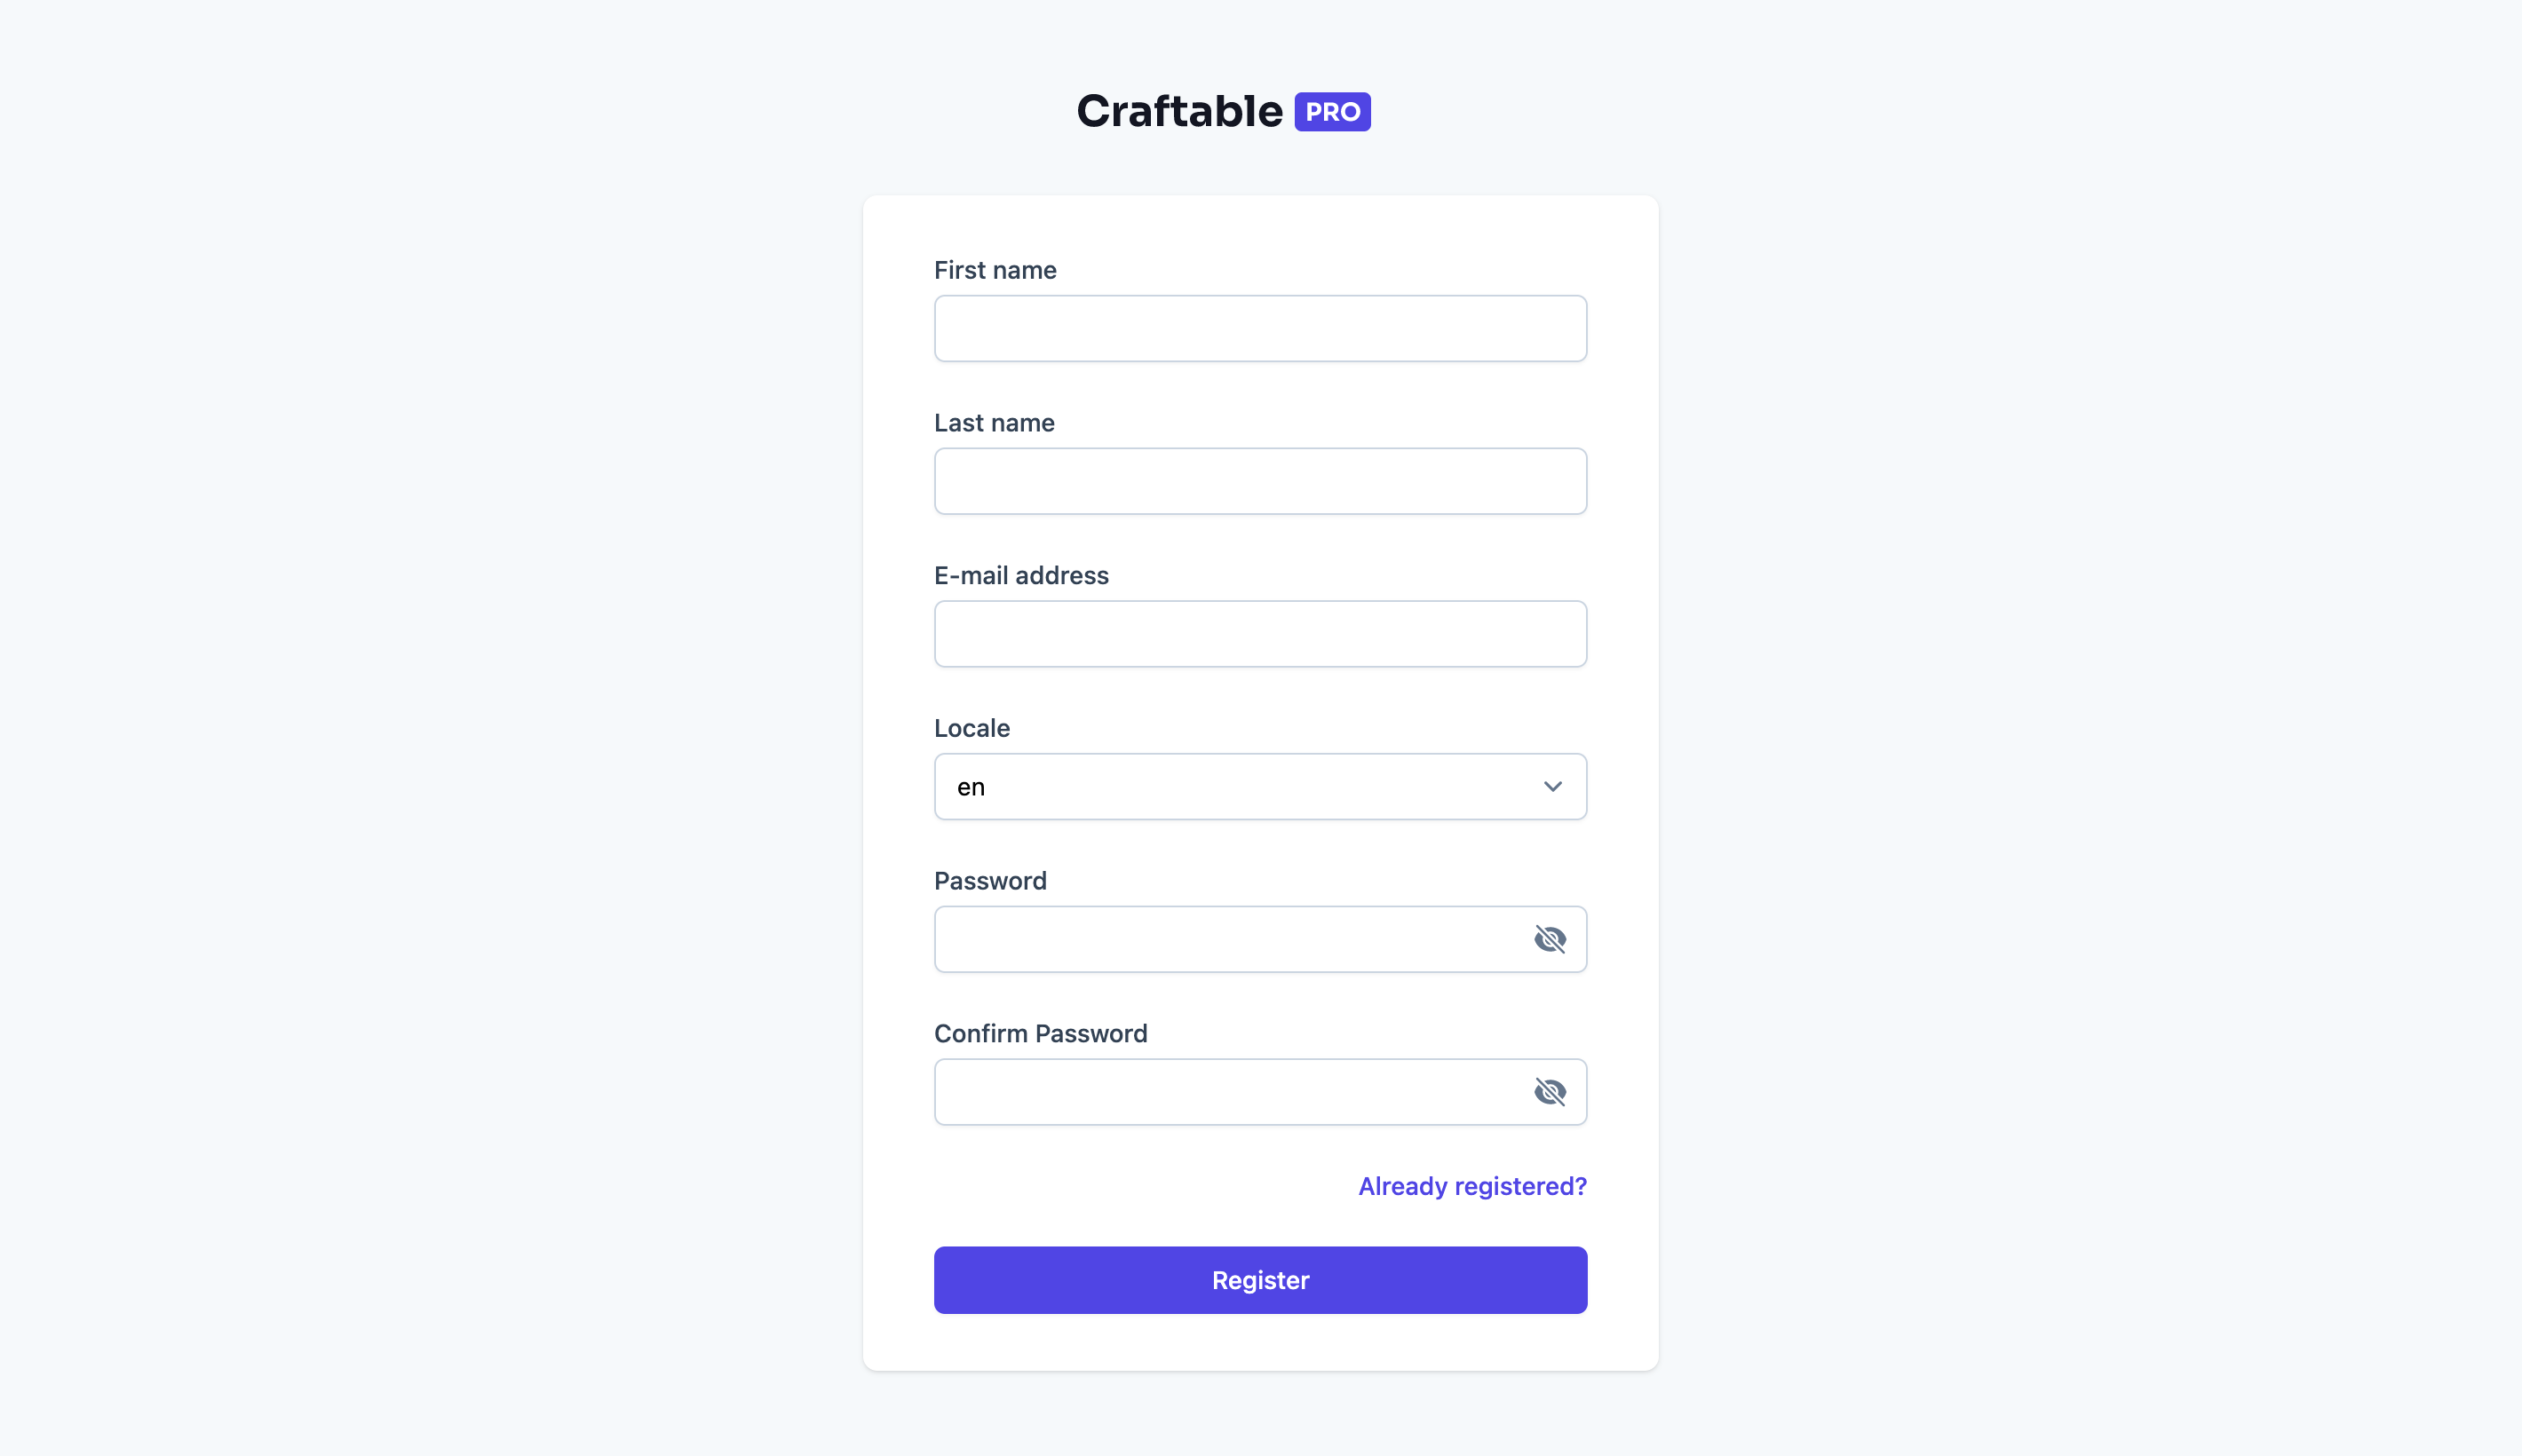 Craftable PRO
First name
Last name
E-mail address
Locale
en
Password
Confirm Password
Already registered?
Register